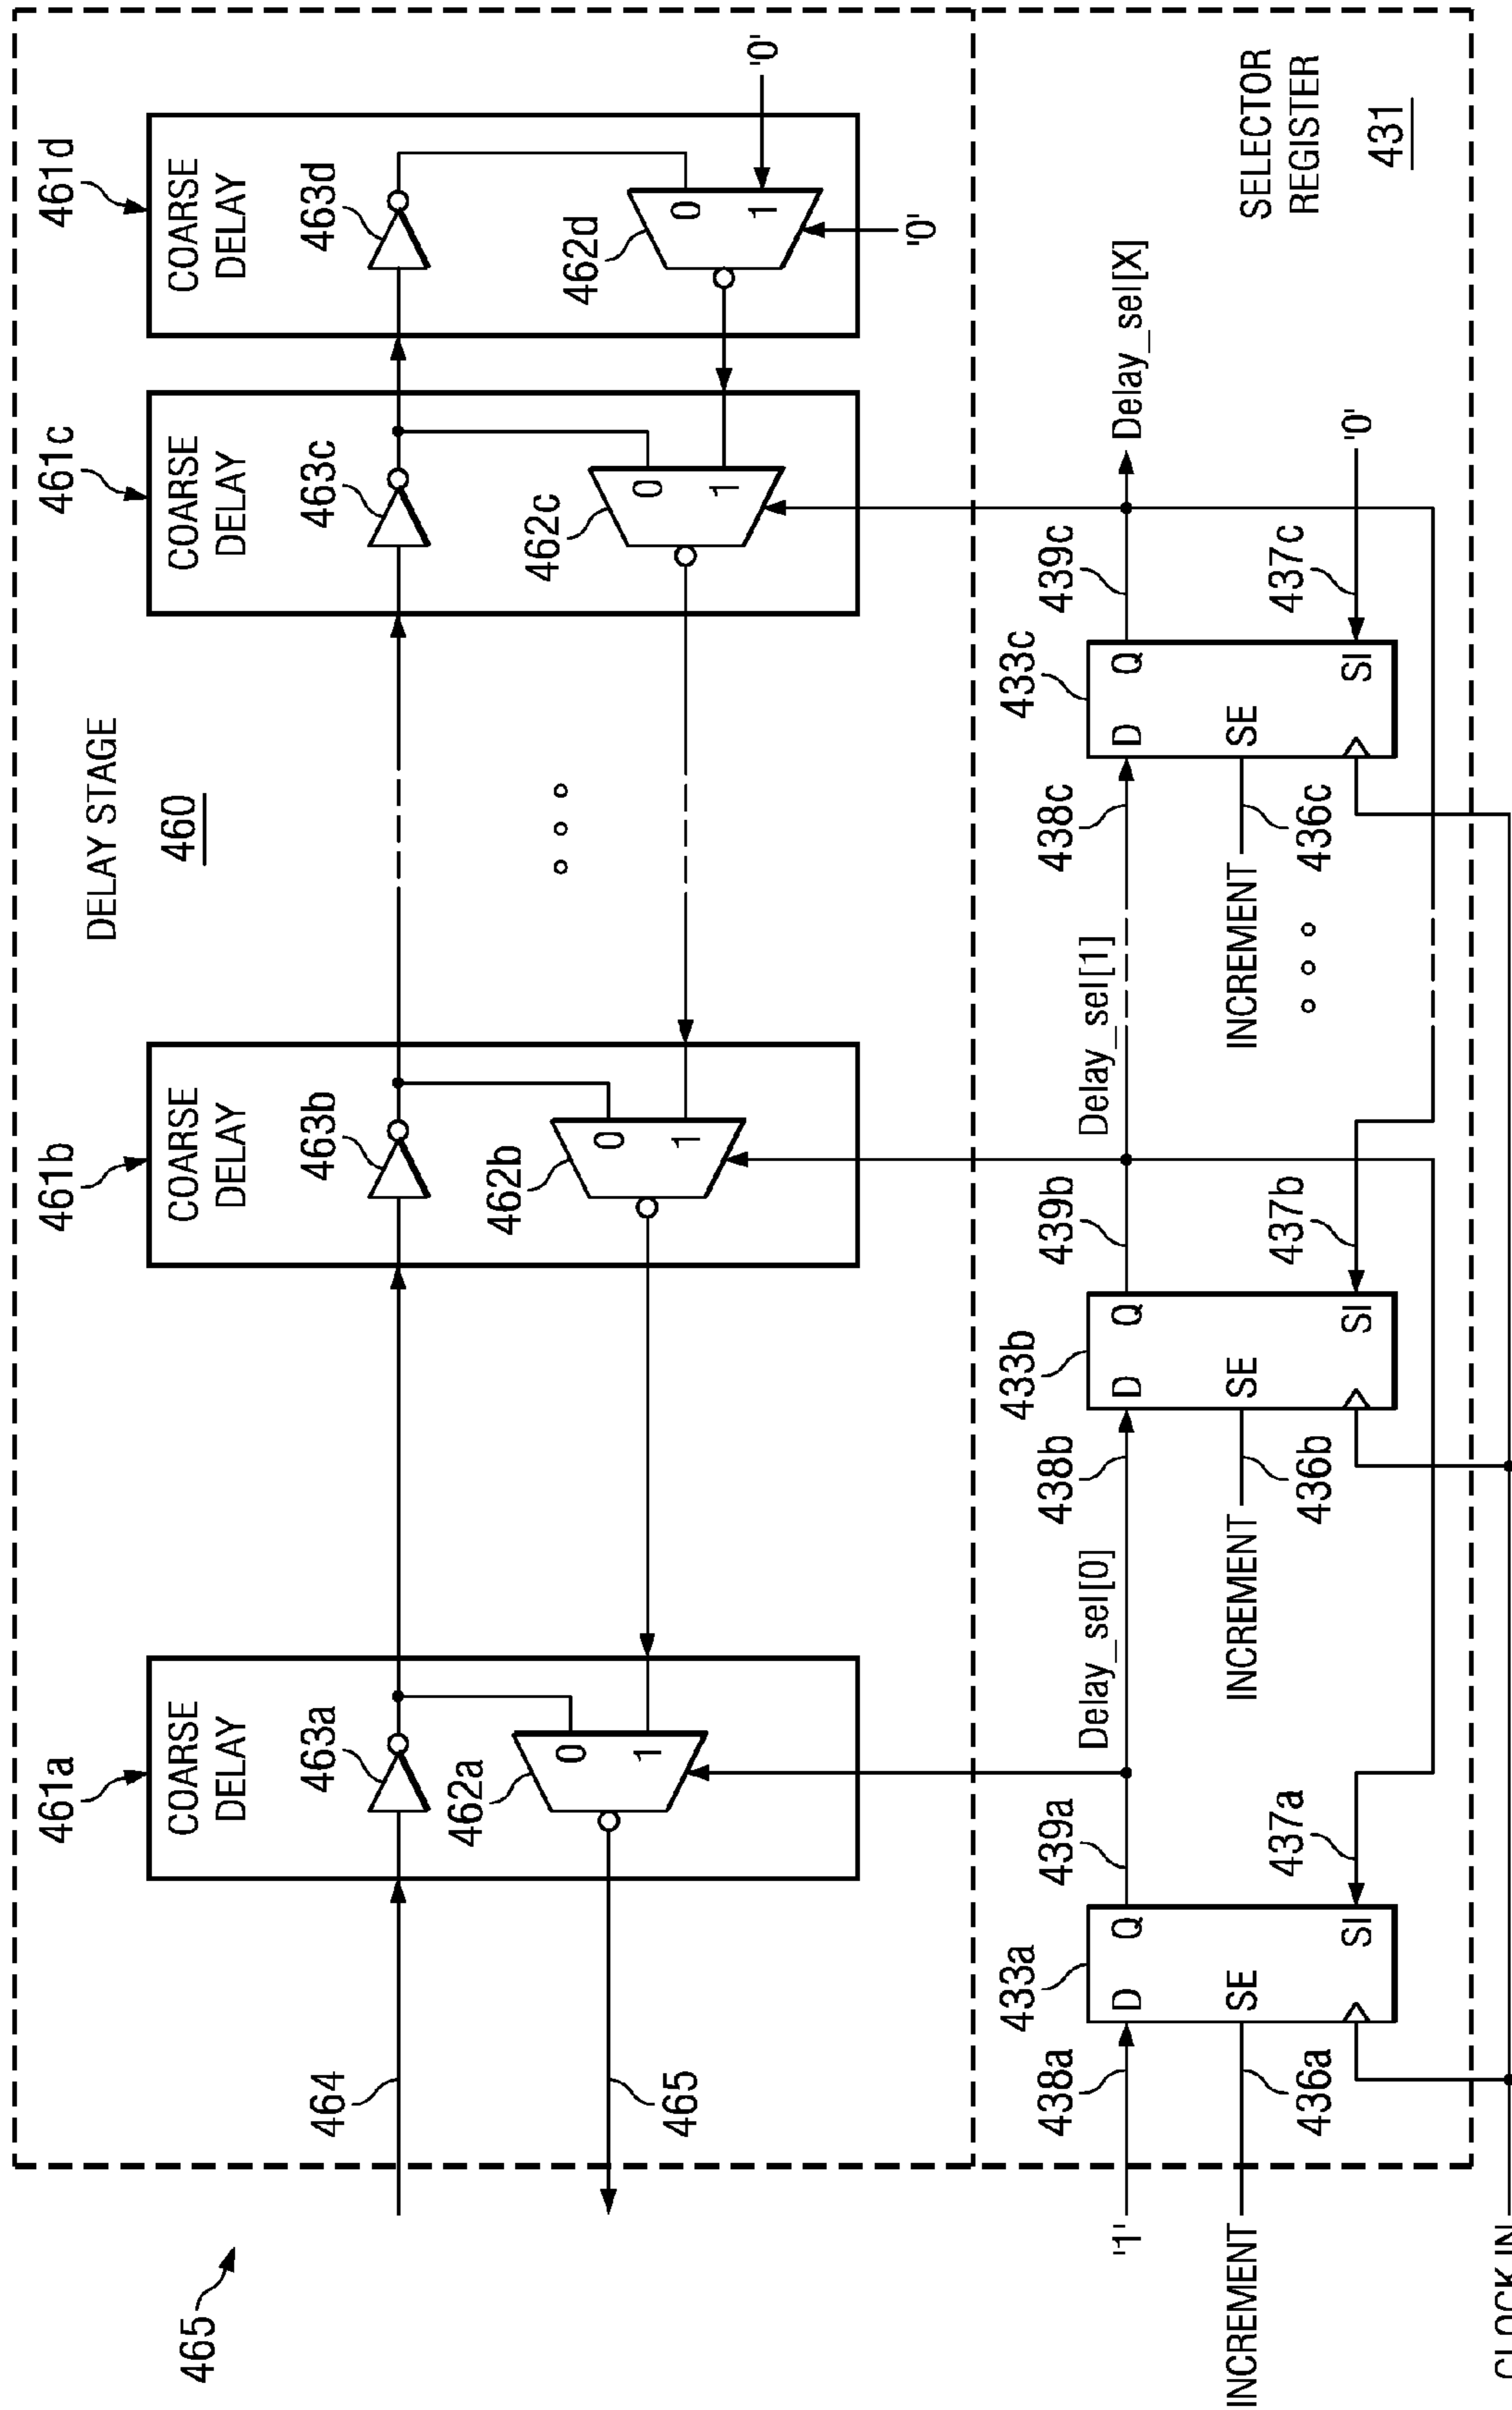 465
461a
461b
461c
461d
COARSE
DELAY
COARSE
DELAY
DELAY STAGE
460
COARSE
DELAY
COARSE
DELAY
463a
463b
463c
463d
464
462a
0
1
462b
0
1
462c
0
1
462d
0
1
'0'
'0'
465
Delay_sel[0]
Delay_sel[1]
Delay_sel[X]
'1'
438a
433a
D
Q
SE
SI
439a
436a
437a
438b
433b
D
Q
SE
SI
439b
436b
437b
438c
433c
D
Q
SE
SI
439c
436c
437c
'0'
INCREMENT
INCREMENT
INCREMENT
SELECTOR
REGISTER
431
CLOCK IN